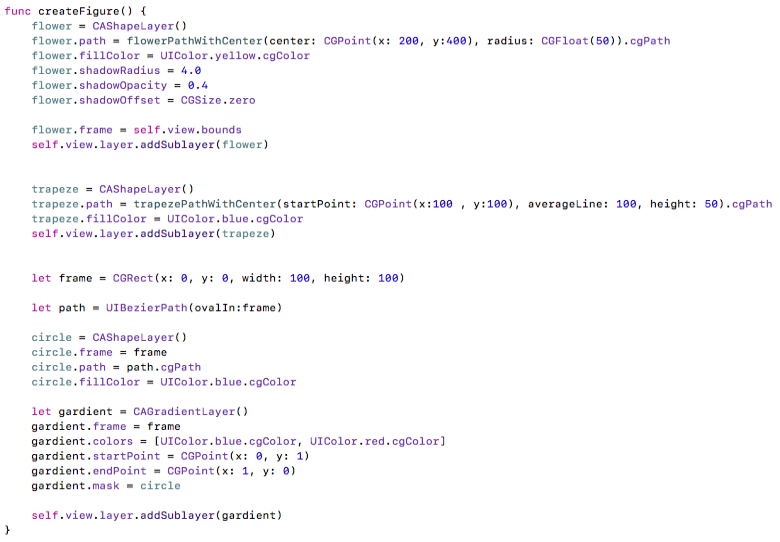 func createFigure() {
    flower = CAShapeLayer()
    flower.path = flowerPathWithCenter(center: CGPoint(x: 200, y:400), radius: CGFloat(50)).cgPath
    flower.fillColor = UIColor.yellow.cgColor
    flower.shadowRadius = 4.0
    flower.shadowOpacity = 0.4
    flower.shadowOffset = CGSize.zero

    flower.frame = self.view.bounds
    self.view.layer.addSublayer(flower)


    trapeze = CAShapeLayer()
    trapeze.path = trapezePathWithCenter(startPoint: CGPoint(x:100 , y:100), averageLine: 100, height: 50).cgPath
    trapeze.fillColor = UIColor.blue.cgColor
    self.view.layer.addSublayer(trapeze)


    let frame = CGRect(x: 0, y: 0, width: 100, height: 100)

    let path = UIBezierPath(ovalIn:frame)

    circle = CAShapeLayer()
    circle.frame = frame
    circle.path = path.cgPath
    circle.fillColor = UIColor.blue.cgColor

    let gardient = CAGradientLayer()
    gardient.frame = frame
    gardient.colors = [UIColor.blue.cgColor, UIColor.red.cgColor]
    gardient.startPoint = CGPoint(x: 0, y: 1)
    gardient.endPoint = CGPoint(x: 1, y: 0)
    gardient.mask = circle

    self.view.layer.addSublayer(gardient)
}